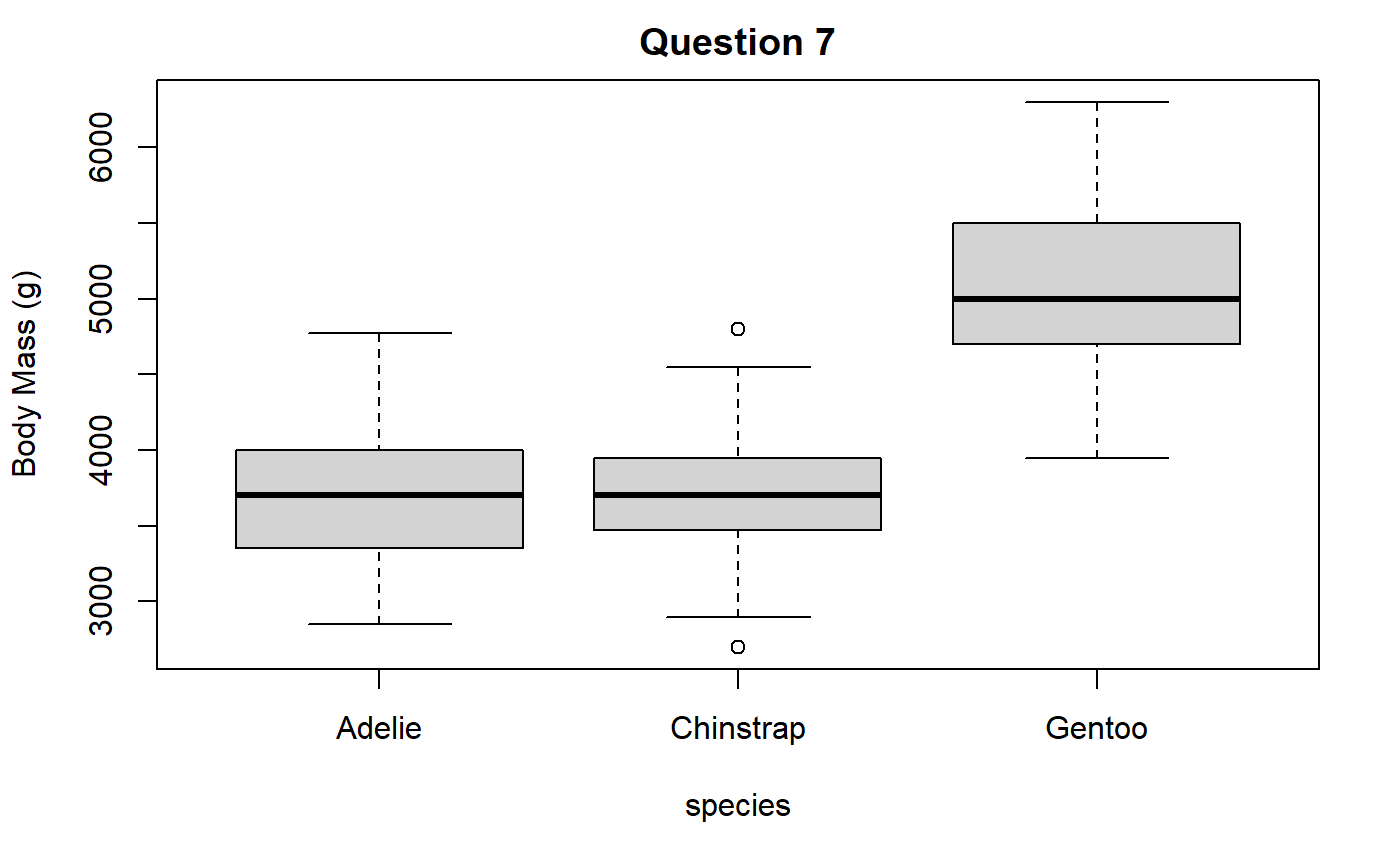 Question 7
Body Mass (g)
6000
5000
4000
3000
Adelie Chinstrap Gentoo
species